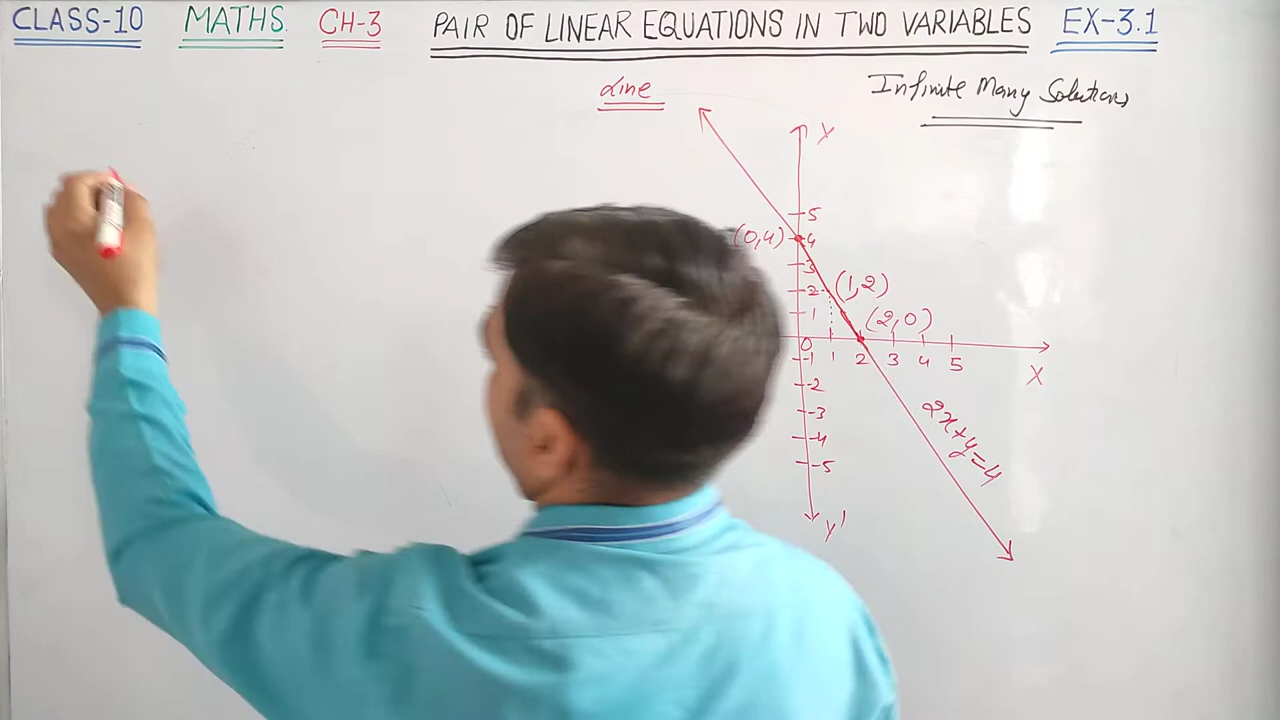 CLASS-10 MATHS. CH-3 PAIR OF LINEAR EQUATIONS IN TWO VARIABLES EX-3.1
Line
Infinite Many Solutions
Y
5
(0,4) 4
3
2 (1,2)
1 (2,0)
0 1 2 3 4 5
X
-1
-2
-3
-4
-5
2x+y=4
y'